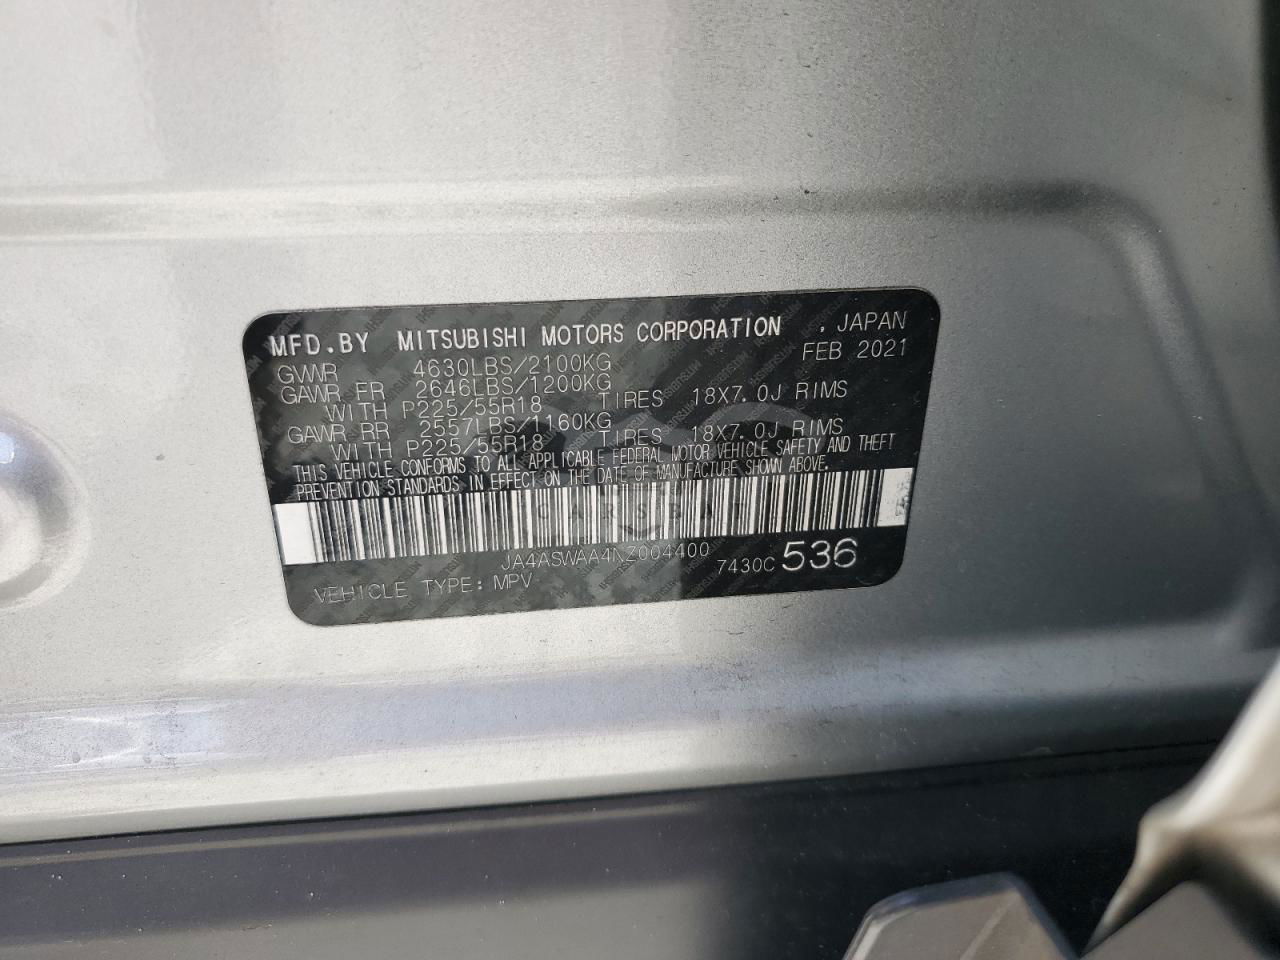 MFD.BY MITSUBISHI MOTORS CORPORATION , JAPAN
GVWR 4630LBS/2100KG FEB 2021
GAWR FR 2646LBS/1200KG
WITH P225/55R18 TIRES 18X7.0J RIMS
GAWR RR 2557LBS/1160KG
WITH P225/55R18 TIRES 18X7.0J RIMS
THIS VEHICLE CONFORMS TO ALL APPLICABLE FEDERAL MOTOR VEHICLE SAFETY AND THEFT
PREVENTION STANDARDS IN EFFECT ON THE DATE OF MANUFACTURE SHOWN ABOVE.
CARSBAT
JA4ASWAA4NZ004400
VEHICLE TYPE: MPV 7430C 536